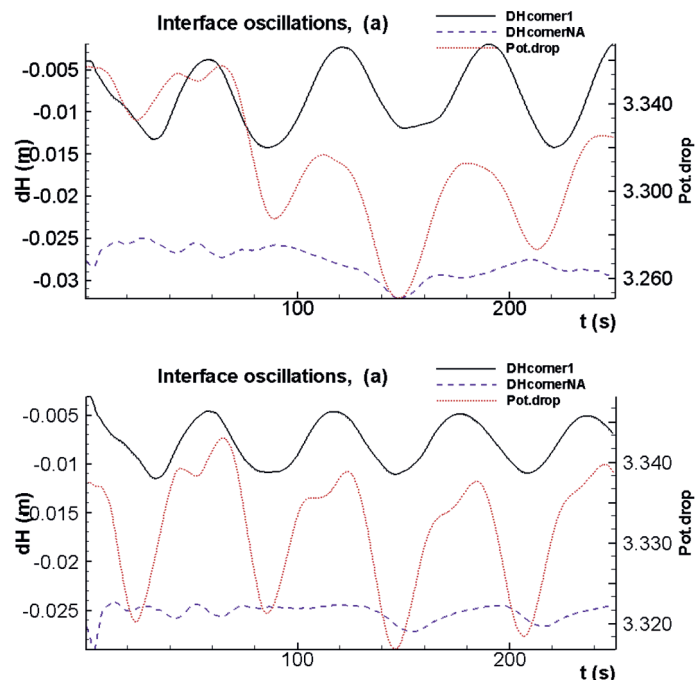 Interface oscillations, (a)
DHcorner1
DHcornerNA
Pot.drop
-0.005
-0.01
-0.015
-0.02
-0.025
-0.03
dH (m)
3.340
3.300
3.260
Pot.drop
100
200
t (s)
Interface oscillations, (a)
DHcorner1
DHcornerNA
Pot.drop
-0.005
-0.01
-0.015
-0.02
-0.025
dH (m)
3.340
3.330
3.320
Pot.drop
100
200
t (s)